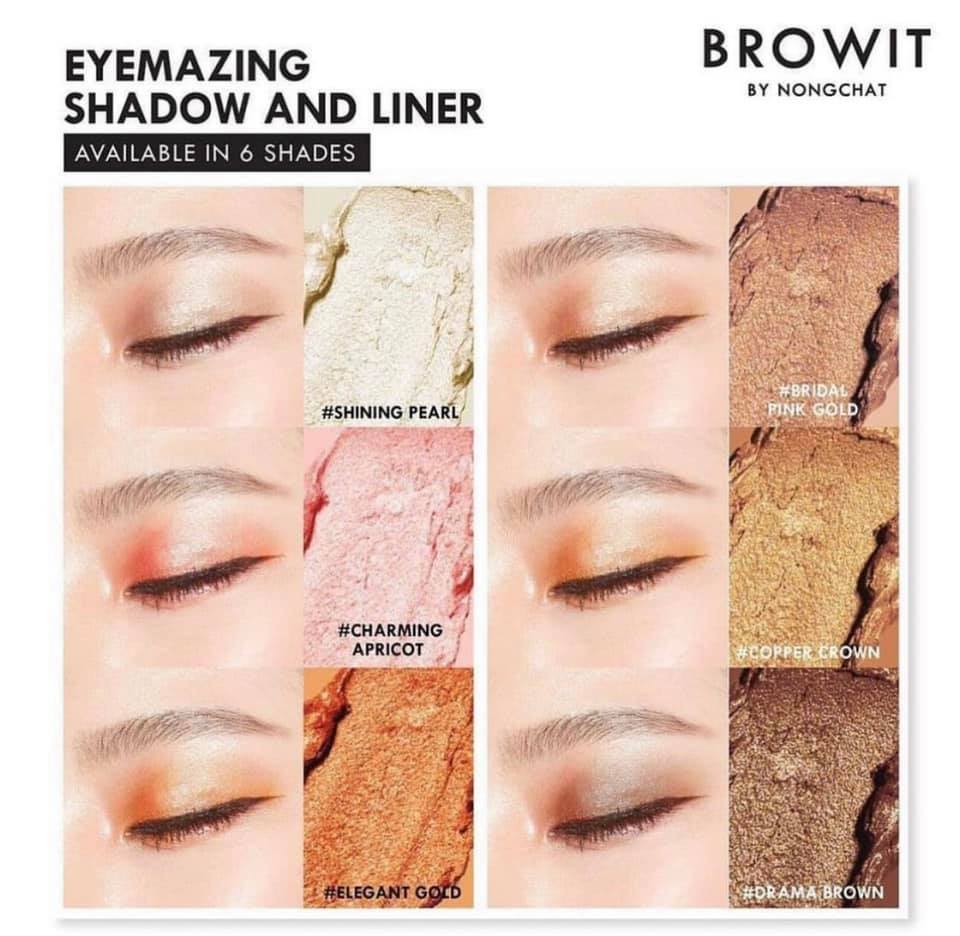 EYEMAZING
SHADOW AND LINER
AVAILABLE IN 6 SHADES
BROWIT
BY NONGCHAT
#SHINING PEARL
#BRIDAL
PINK GOLD
#CHARMING
APRICOT
#COPPER CROWN
#ELEGANT GOLD
#DRAMA BROWN